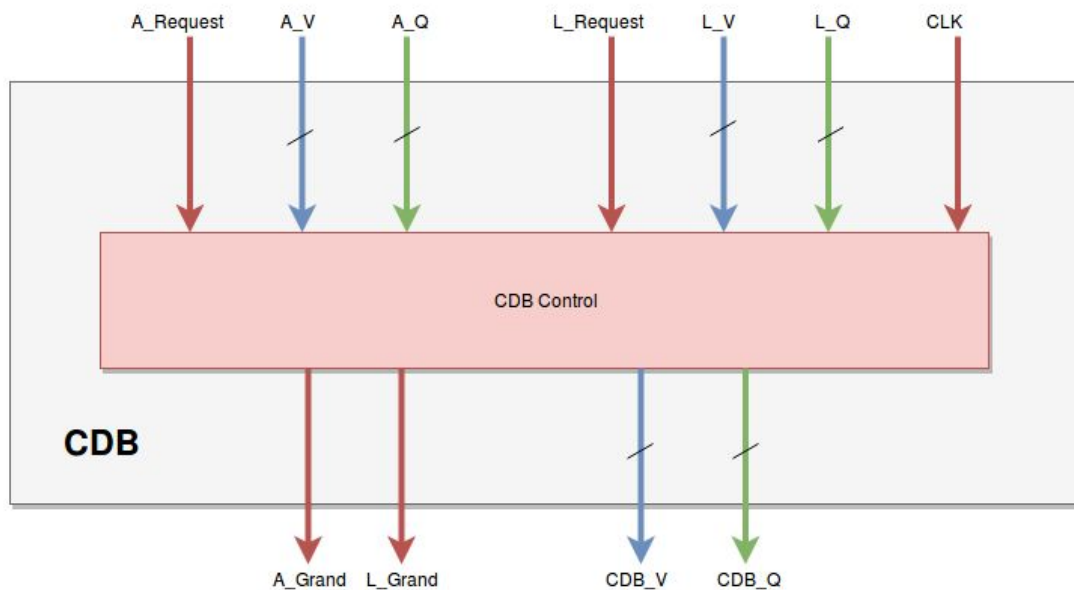 A_Request A_V A_Q L_Request L_V L_Q CLK
CDB Control
CDB
A_Grand L_Grand CDB_V CDB_Q